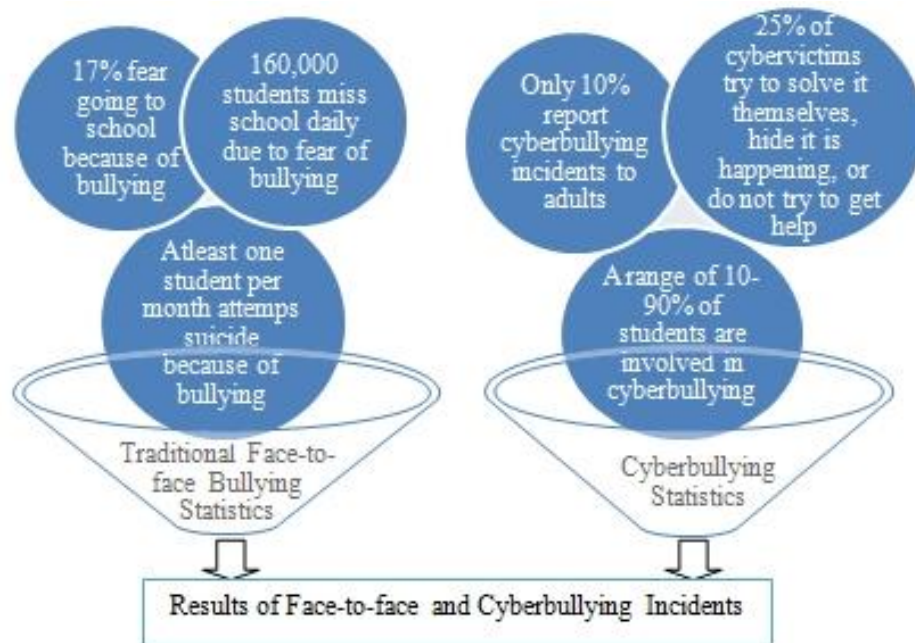 17% fear
going to
school
because of
bullying
160,000
students miss
school daily
due to fear of
bullying
Atleast one
student per
month attemps
suicide
because of
bullying
Traditional Face-to-
face Bullying
Statistics
Only 10%
report
cyberbullying
incidents to
adults
25% of
cybervictims
try to solve it
themselves,
hide it is
happening, or
do not try to get
help
A range of 10-
90% of
students are
involved in
cyberbullying
Cyberbullying
Statistics
Results of Face-to-face and Cyberbullying Incidents